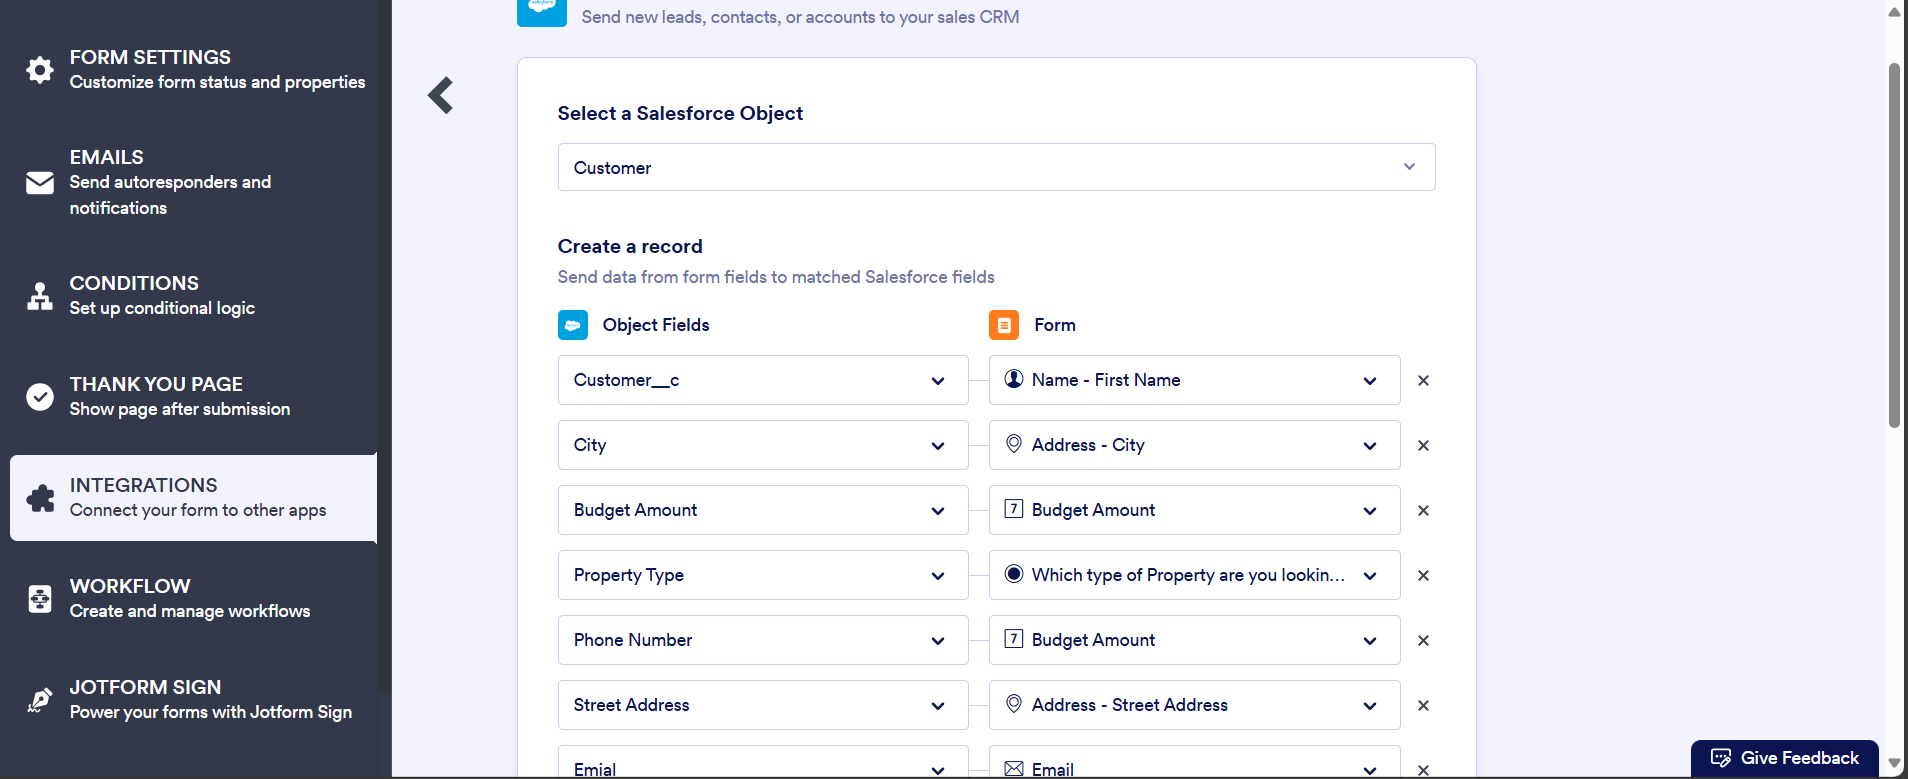 FORM SETTINGS
Customize form status and properties
EMAILS
Send autoresponders and
notifications
CONDITIONS
Set up conditional logic
THANK YOU PAGE
Show page after submission
INTEGRATIONS
Connect your form to other apps
WORKFLOW
Create and manage workflows
JOTFORM SIGN
Power your forms with Jotform Sign
salesforce
Send new leads, contacts, or accounts to your sales CRM
Select a Salesforce Object
Customer
Create a record
Send data from form fields to matched Salesforce fields
Object Fields
Form
Customer__c
Name - First Name
City
Address - City
Budget Amount
7 Budget Amount
Property Type
Which type of Property are you lookin...
Phone Number
7 Budget Amount
Street Address
Address - Street Address
Emial
Email
Give Feedback